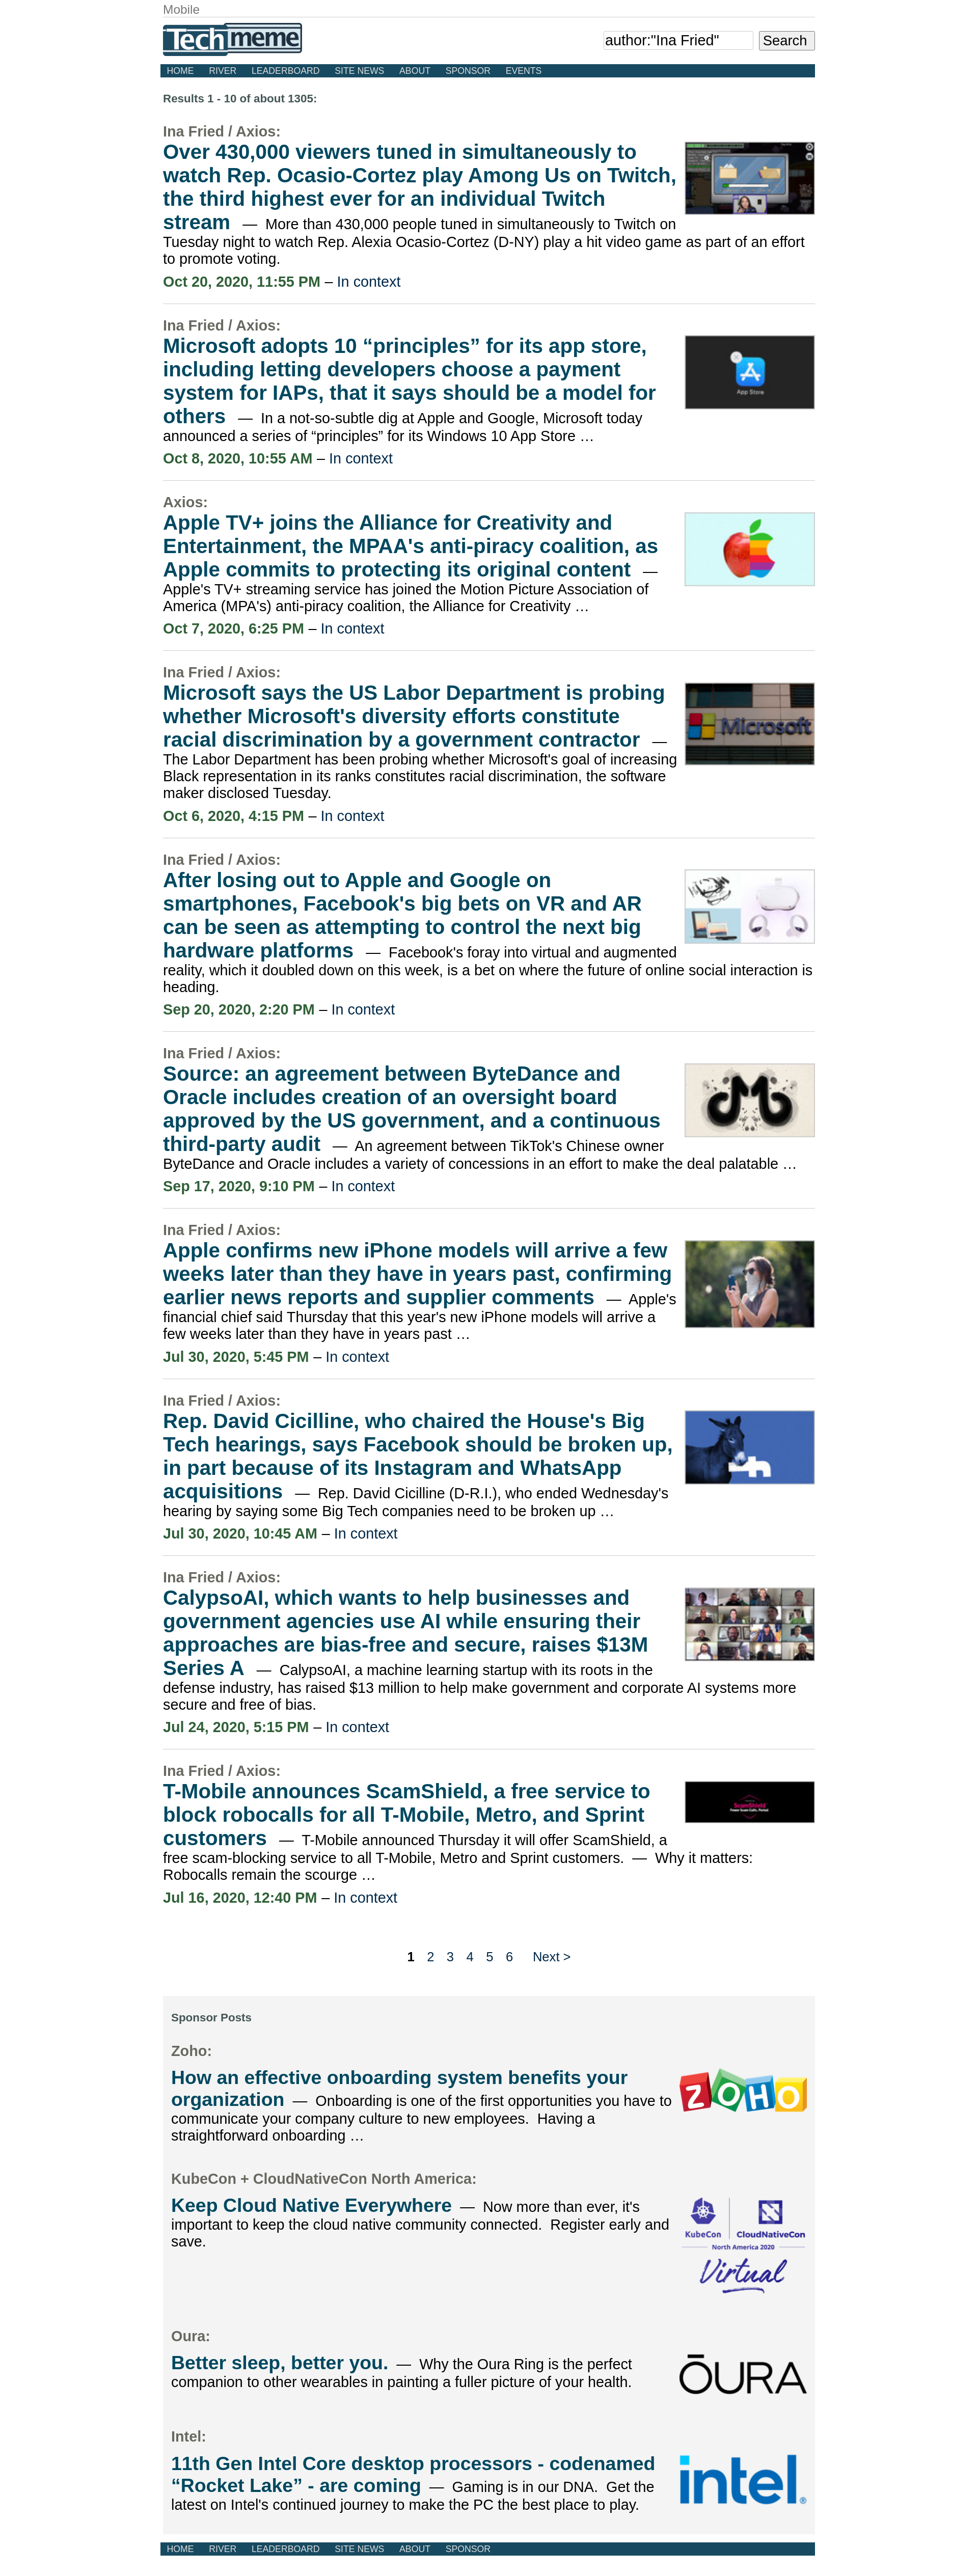 Mobile
Techmeme
author:"Ina Fried" Search
HOME RIVER LEADERBOARD SITE NEWS ABOUT SPONSOR EVENTS
Results 1 - 10 of about 1305:
Ina Fried / Axios:
Over 430,000 viewers tuned in simultaneously to
watch Rep. Ocasio-Cortez play Among Us on Twitch,
the third highest ever for an individual Twitch
stream — More than 430,000 people tuned in simultaneously to Twitch on
Tuesday night to watch Rep. Alexia Ocasio-Cortez (D-NY) play a hit video game as part of an effort
to promote voting.
Oct 20, 2020, 11:55 PM – In context
Ina Fried / Axios:
Microsoft adopts 10 “principles” for its app store,
including letting developers choose a payment
system for IAPs, that it says should be a model for
others — In a not-so-subtle dig at Apple and Google, Microsoft today
announced a series of “principles” for its Windows 10 App Store …
App Store
Oct 8, 2020, 10:55 AM – In context
Axios:
Apple TV+ joins the Alliance for Creativity and
Entertainment, the MPAA's anti-piracy coalition, as
Apple commits to protecting its original content —
Apple's TV+ streaming service has joined the Motion Picture Association of
America (MPA's) anti-piracy coalition, the Alliance for Creativity …
Oct 7, 2020, 6:25 PM – In context
Ina Fried / Axios:
Microsoft says the US Labor Department is probing
whether Microsoft's diversity efforts constitute
racial discrimination by a government contractor —
The Labor Department has been probing whether Microsoft's goal of increasing
Black representation in its ranks constitutes racial discrimination, the software
maker disclosed Tuesday.
Microsoft
Oct 6, 2020, 4:15 PM – In context
Ina Fried / Axios:
After losing out to Apple and Google on
smartphones, Facebook's big bets on VR and AR
can be seen as attempting to control the next big
hardware platforms — Facebook's foray into virtual and augmented
reality, which it doubled down on this week, is a bet on where the future of online social interaction is
heading.
Sep 20, 2020, 2:20 PM – In context
Ina Fried / Axios:
Source: an agreement between ByteDance and
Oracle includes creation of an oversight board
approved by the US government, and a continuous
third-party audit — An agreement between TikTok's Chinese owner
ByteDance and Oracle includes a variety of concessions in an effort to make the deal palatable …
Sep 17, 2020, 9:10 PM – In context
Ina Fried / Axios:
Apple confirms new iPhone models will arrive a few
weeks later than they have in years past, confirming
earlier news reports and supplier comments — Apple's
financial chief said Thursday that this year's new iPhone models will arrive a
few weeks later than they have in years past …
Jul 30, 2020, 5:45 PM – In context
Ina Fried / Axios:
Rep. David Cicilline, who chaired the House's Big
Tech hearings, says Facebook should be broken up,
in part because of its Instagram and WhatsApp
acquisitions — Rep. David Cicilline (D-R.I.), who ended Wednesday's
hearing by saying some Big Tech companies need to be broken up …
Jul 30, 2020, 10:45 AM – In context
Ina Fried / Axios:
CalypsoAI, which wants to help businesses and
government agencies use AI while ensuring their
approaches are bias-free and secure, raises $13M
Series A — CalypsoAI, a machine learning startup with its roots in the
defense industry, has raised $13 million to help make government and corporate AI systems more
secure and free of bias.
Jul 24, 2020, 5:15 PM – In context
Ina Fried / Axios:
T-Mobile announces ScamShield, a free service to
block robocalls for all T-Mobile, Metro, and Sprint
customers — T-Mobile announced Thursday it will offer ScamShield, a
free scam-blocking service to all T-Mobile, Metro and Sprint customers. — Why it matters:
Robocalls remain the scourge …
ScamShield
Jul 16, 2020, 12:40 PM – In context
1 2 3 4 5 6 Next >
Sponsor Posts
Zoho:
How an effective onboarding system benefits your
organization — Onboarding is one of the first opportunities you have to
communicate your company culture to new employees. Having a
straightforward onboarding …
ZOHO
KubeCon + CloudNativeCon North America:
Keep Cloud Native Everywhere — Now more than ever, it's
important to keep the cloud native community connected. Register early and
save.
KubeCon CloudNativeCon
North America 2020
Virtual
Oura:
Better sleep, better you. — Why the Oura Ring is the perfect
companion to other wearables in painting a fuller picture of your health.
ŌURA
Intel:
11th Gen Intel Core desktop processors - codenamed
“Rocket Lake” - are coming — Gaming is in our DNA. Get the
latest on Intel's continued journey to make the PC the best place to play.
intel®
HOME RIVER LEADERBOARD SITE NEWS ABOUT SPONSOR